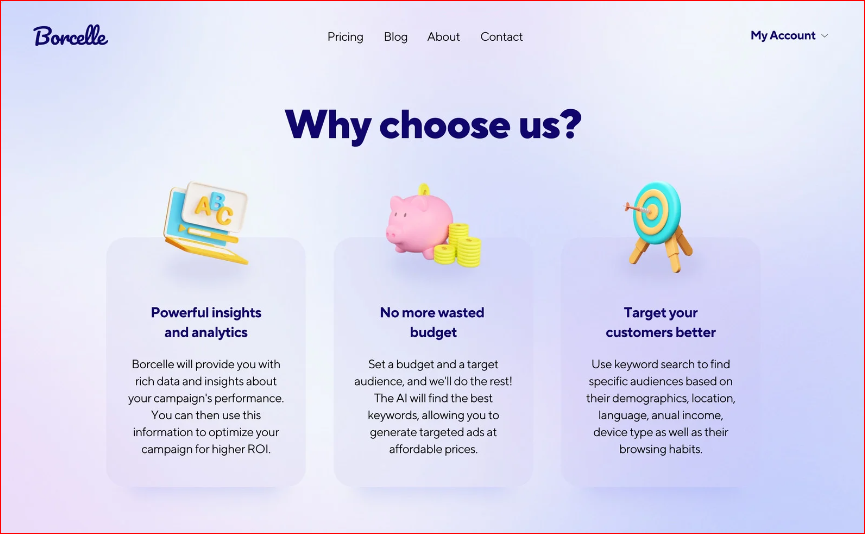 Borcelle
Pricing Blog About Contact
My Account
Why choose us?
ABC
Powerful insights
and analytics
Borcelle will provide you with
rich data and insights about
your campaign's performance.
You can then use this
information to optimize your
campaign for higher ROI.
No more wasted
budget
Set a budget and a target
audience, and we'll do the rest!
The AI will find the best
keywords, allowing you to
generate targeted ads at
affordable prices.
Target your
customers better
Use keyword search to find
specific audiences based on
their demographics, location,
language, anual income,
device type as well as their
browsing habits.